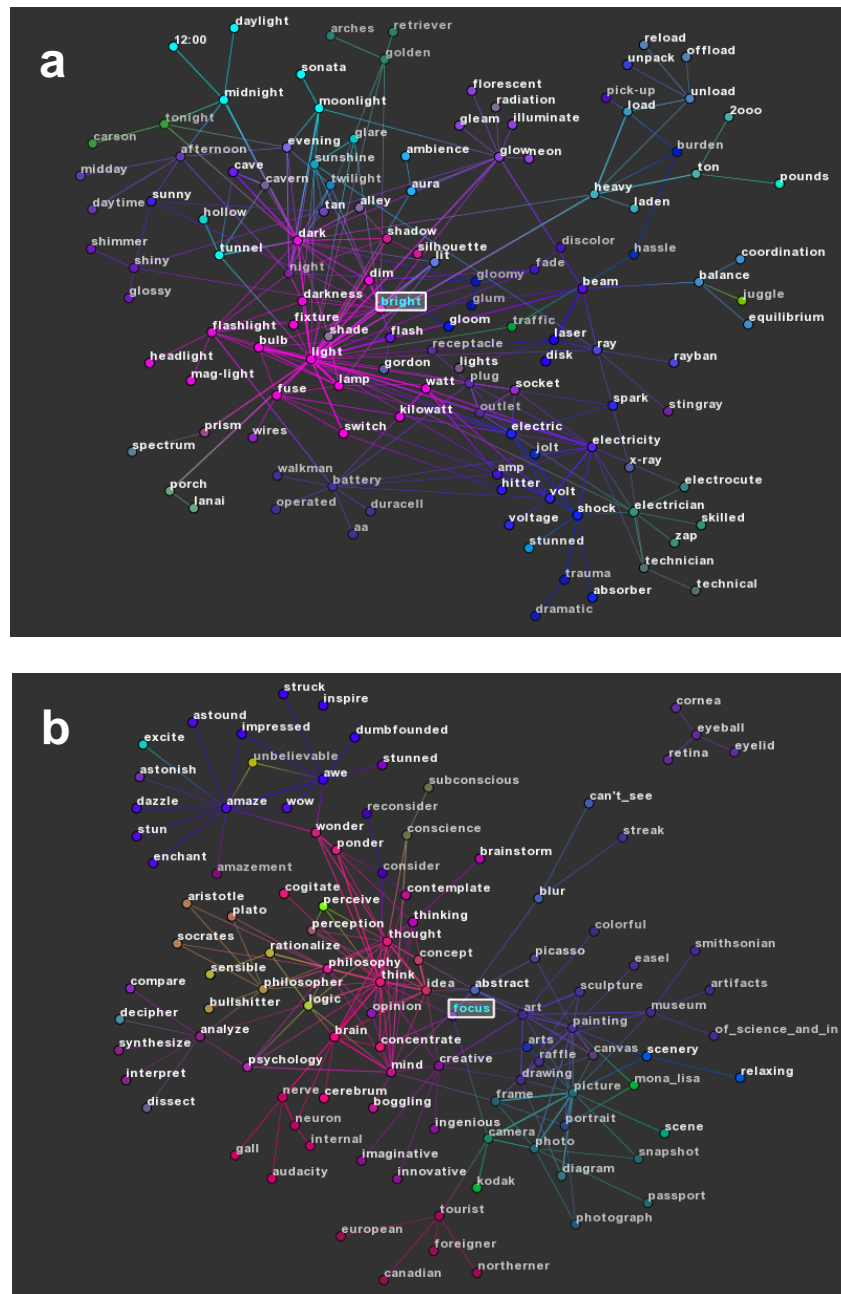 a
daylight
retriever
arches
12:00
golden
reload
offload
unpack
sonata
florescent
midnight
moonlight
radiation
pick-up
unload
gleam
illuminate
load
2ooo
tonight
carson
evening
glare
glow
neon
burden
afternoon
sunshine
ambience
ton
midday
cave
cavern
twilight
aura
heavy
pounds
daytime
sunny
tan
alley
laden
hollow
dark
shadow
shimmer
tunnel
silhouette
discolor
hassle
coordination
shiny
night
dim
lit
gloomy
fade
beam
balance
glossy
darkness
bright
glum
juggle
fixture
shade
flash
gloom
traffic
equilibrium
flashlight
bulb
light
receptacle
laser
ray
headlight
gordon
lights
disk
rayban
mag-light
fuse
lamp
watt
plug
socket
kilowatt
outlet
spark
stingray
prism
wires
switch
electric
spectrum
jolt
electricity
walkman
battery
amp
x-ray
porch
hitter
electrocute
lanai
operated
duracell
volt
voltage
shock
electrician
skilled
aa
stunned
zap
technician
trauma
absorber
technical
dramatic
b
struck
inspire
cornea
astound
impressed
dumbfounded
eyeball
excite
unbelievable
stunned
retina
eyelid
astonish
awe
subconscious
dazzle
amaze
wow
reconsider
can't_see
stun
wonder
conscience
streak
ponder
enchant
amazement
consider
brainstorm
aristotle
cogitate
contemplate
blur
plato
perceive
thinking
colorful
socrates
perception
thought
picasso
smithsonian
rationalize
concept
easel
sensible
philosophy
compare
philosopher
think
idea
abstract
sculpture
artifacts
bullshitter
logic
opinion
focus
art
museum
decipher
analyze
painting
of_science_and_in
synthesize
brain
concentrate
arts
canvas
scenery
psychology
mind
creative
raffle
interpret
drawing
mona_lisa
relaxing
dissect
nerve
cerebrum
boggling
frame
picture
neuron
ingenious
portrait
gall
internal
camera
photo
scene
audacity
imaginative
snapshot
innovative
kodak
diagram
passport
tourist
photograph
european
foreigner
canadian
northerner